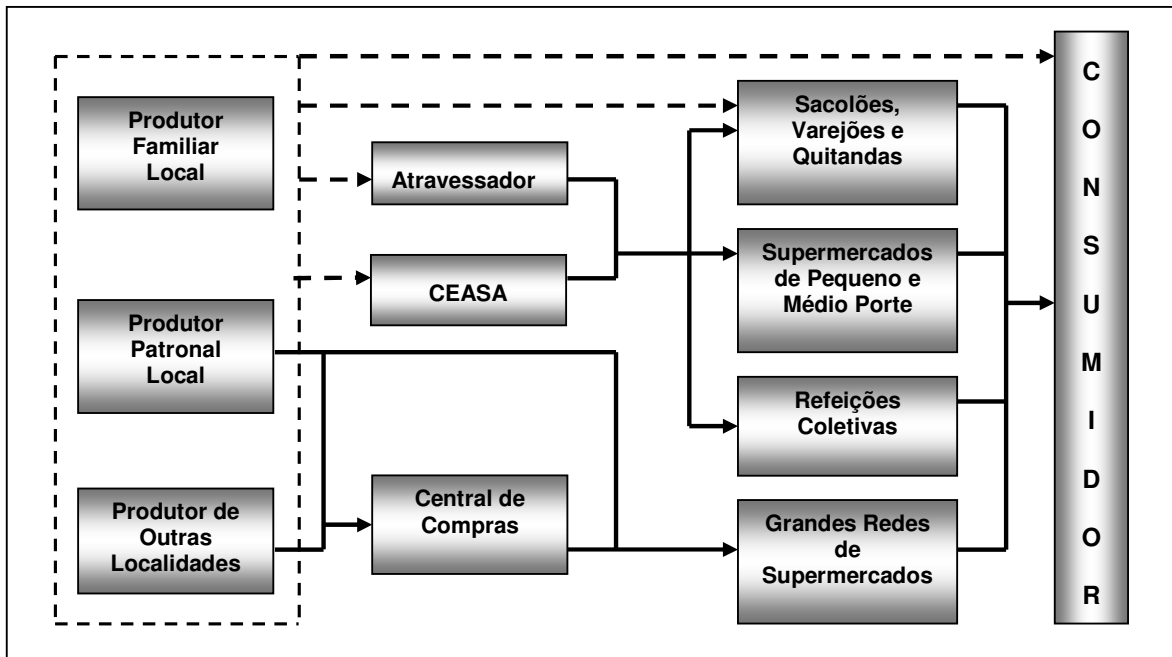 Produtor
Familiar
Local
Produtor
Patronal
Local
Produtor de
Outras
Localidades
Atravessador
CEASA
Central de
Compras
Sacolões,
Varejões e
Quitandas
Supermercados
de Pequeno e
Médio Porte
Refeições
Coletivas
Grandes Redes
de
Supermercados
C
O
N
S
U
M
I
D
O
R